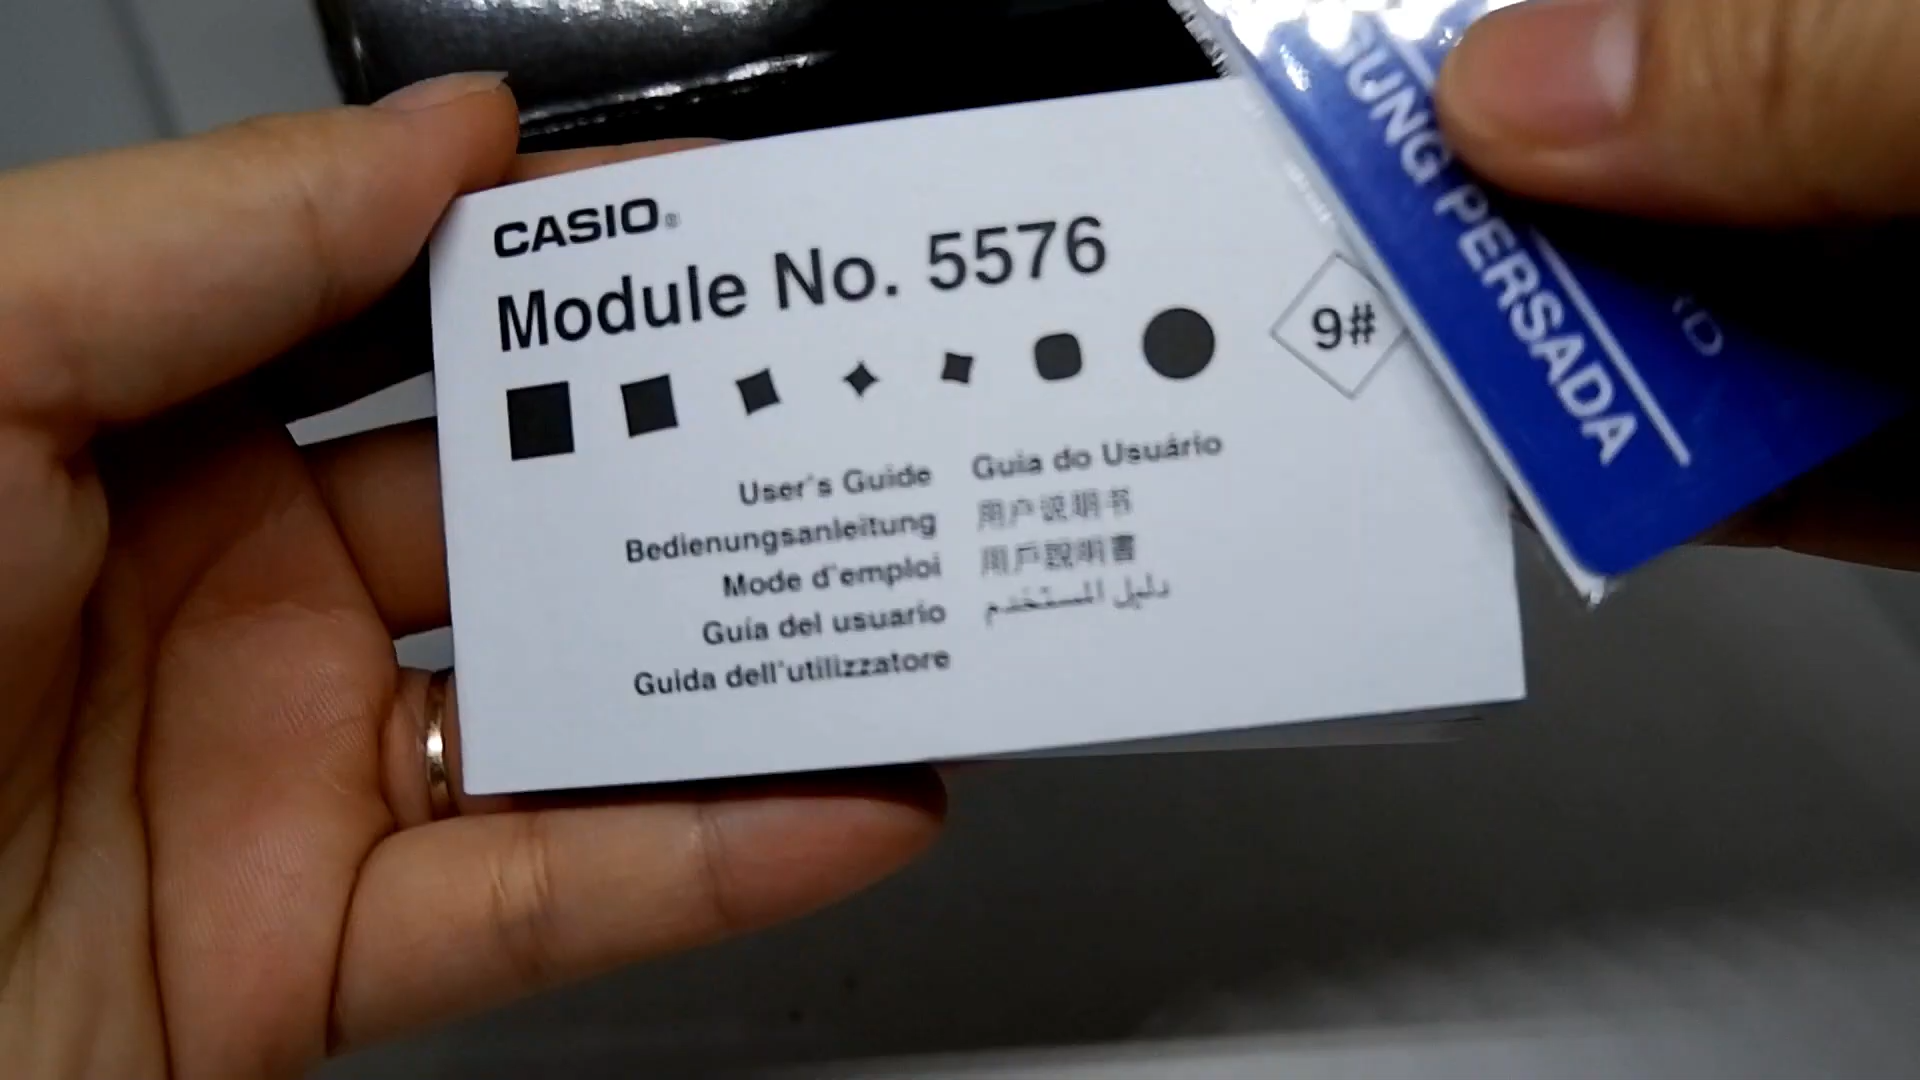 CASIO®
Module No. 5576
9#
User's Guide
Bedienungsanleitung
Mode d'emploi
Guía del usuario
Guida dell'utilizzatore
Guia do Usuário
用户说明书
用戶說明書
دليل المستخدم
SUNG PERSADA